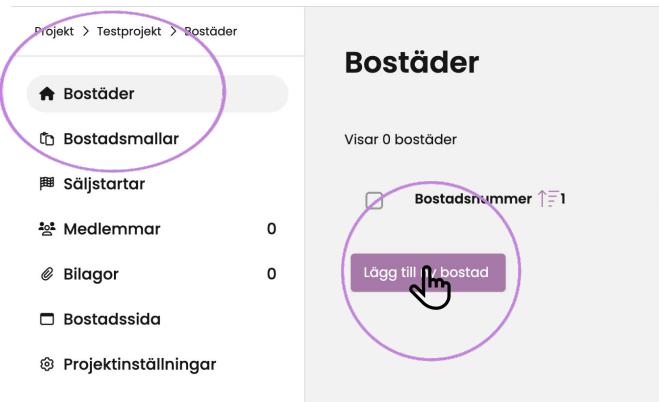 Projekt > Testprojekt > Bostäder
Bostäder
Bostadsmallar
Säljstartar
Medlemmar 0
Bilagor 0
Bostadssida
Projektinställningar
Bostäder
Visar 0 bostäder
Bostadsnummer 1
Lägg till bostad